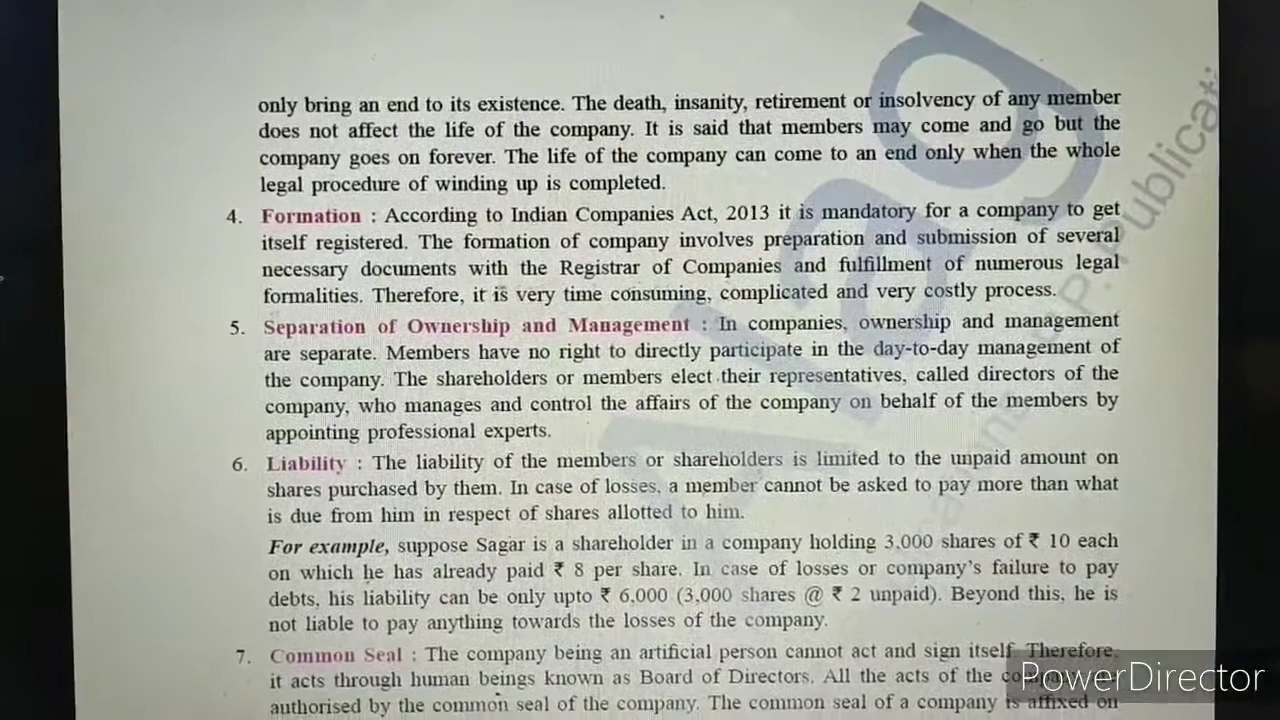 only bring an end to its existence. The death, insanity, retirement or insolvency of any member
does not affect the life of the company. It is said that members may come and go but the
company goes on forever. The life of the company can come to an end only when the whole
legal procedure of winding up is completed.
4. Formation : According to Indian Companies Act, 2013 it is mandatory for a company to get
itself registered. The formation of company involves preparation and submission of several
necessary documents with the Registrar of Companies and fulfillment of numerous legal
formalities. Therefore, it is very time consuming, complicated and very costly process.
5. Separation of Ownership and Management : In companies, ownership and management
are separate. Members have no right to directly participate in the day-to-day management of
the company. The shareholders or members elect their representatives, called directors of the
company, who manages and control the affairs of the company on behalf of the members by
appointing professional experts.
6. Liability : The liability of the members or shareholders is limited to the unpaid amount on
shares purchased by them. In case of losses, a member cannot be asked to pay more than what
is due from him in respect of shares allotted to him.
For example, suppose Sagar is a shareholder in a company holding 3,000 shares of ₹ 10 each
on which he has already paid ₹ 8 per share. In case of losses or company's failure to pay
debts, his liability can be only upto ₹ 6,000 (3,000 shares @ ₹ 2 unpaid). Beyond this, he is
not liable to pay anything towards the losses of the company.
7. Common Seal : The company being an artificial person cannot act and sign itself. Therefore,
it acts through human beings known as Board of Directors. All the acts of the
authorised by the common seal of the company. The common seal of a company is affixed on
PowerDirector